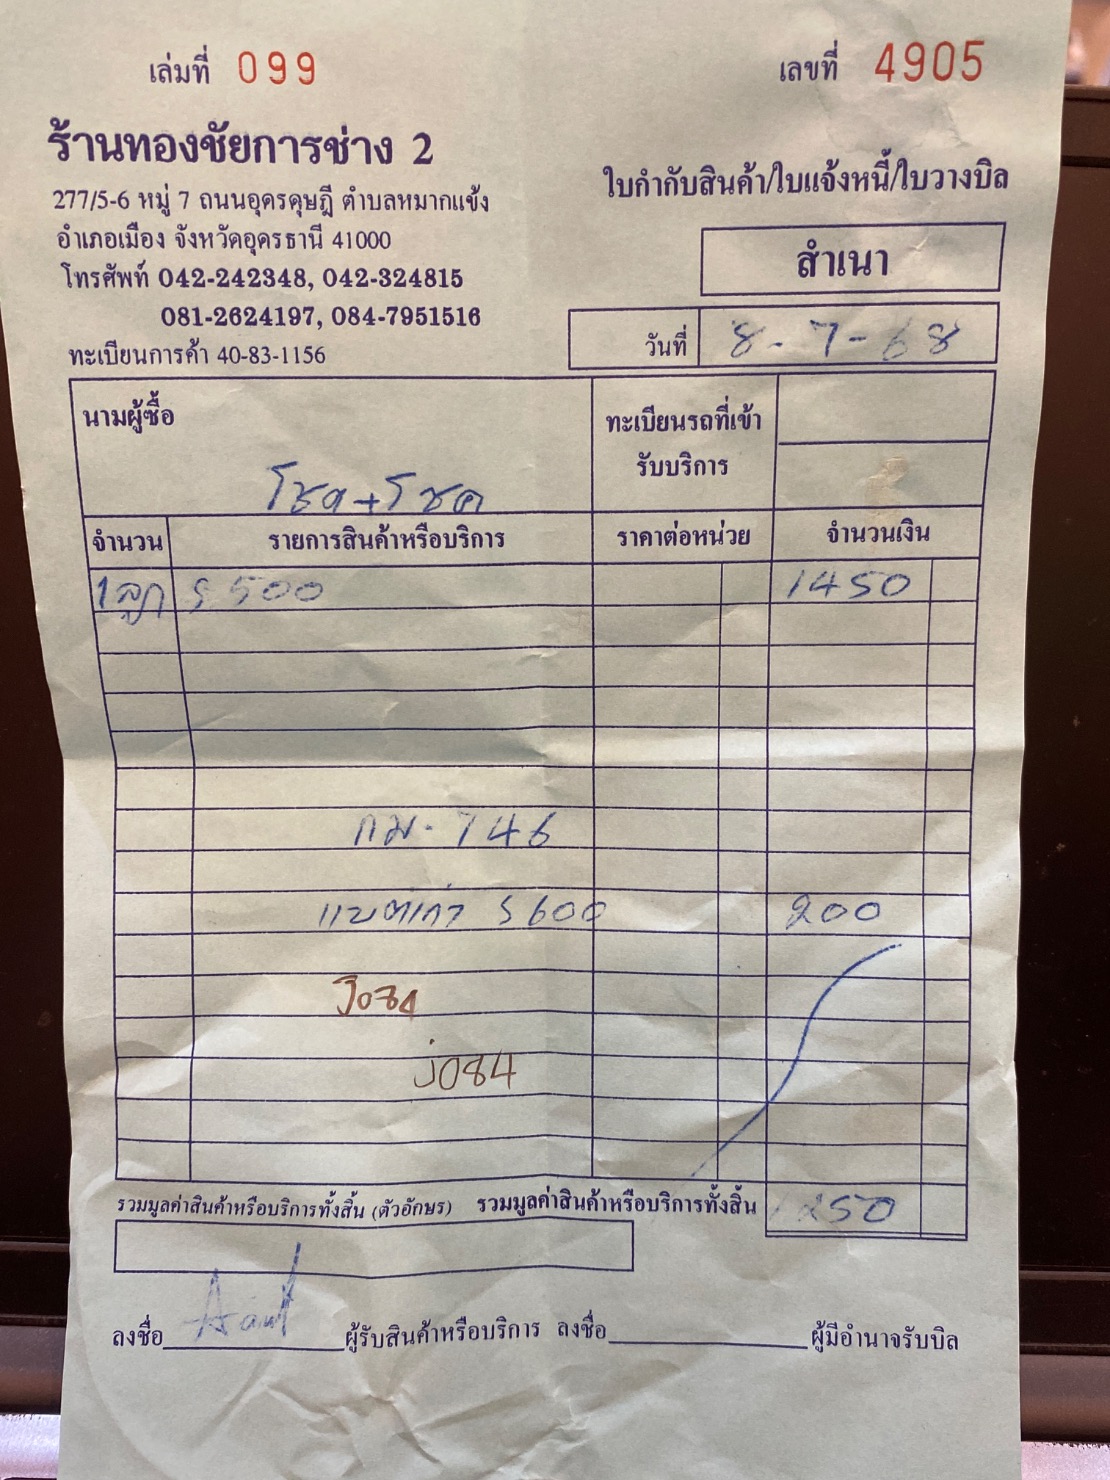 เล่มที่ 099
เลขที่ 4905
ร้านทองชัยการช่าง 2
277/5-6 หมู่ 7 ถนนอุดรดุษฎี ตำบลหมากแข้ง
อำเภอเมือง จังหวัดอุดรธานี 41000
โทรศัพท์ 042-242348, 042-324815
081-2624197, 084-7951516
ทะเบียนการค้า 40-83-1156
ใบกำกับสินค้า/ใบแจ้งหนี้/ใบวางบิล
สำเนา
วันที่ 8-7-68
นามผู้ซื้อ
โชค+โชค
ทะเบียนรถที่เข้า
รับบริการ
จำนวน รายการสินค้าหรือบริการ ราคาต่อหน่วย จำนวนเงิน
1ลูก S 500 1450
กม. 746
แบตเก่า S 600 200
J084
J084
รวมมูลค่าสินค้าหรือบริการทั้งสิ้น (ตัวอักษร) รวมมูลค่าสินค้าหรือบริการทั้งสิ้น 1250
ลงชื่อ ผู้รับสินค้าหรือบริการ ลงชื่อ ผู้มีอำนาจรับบิล